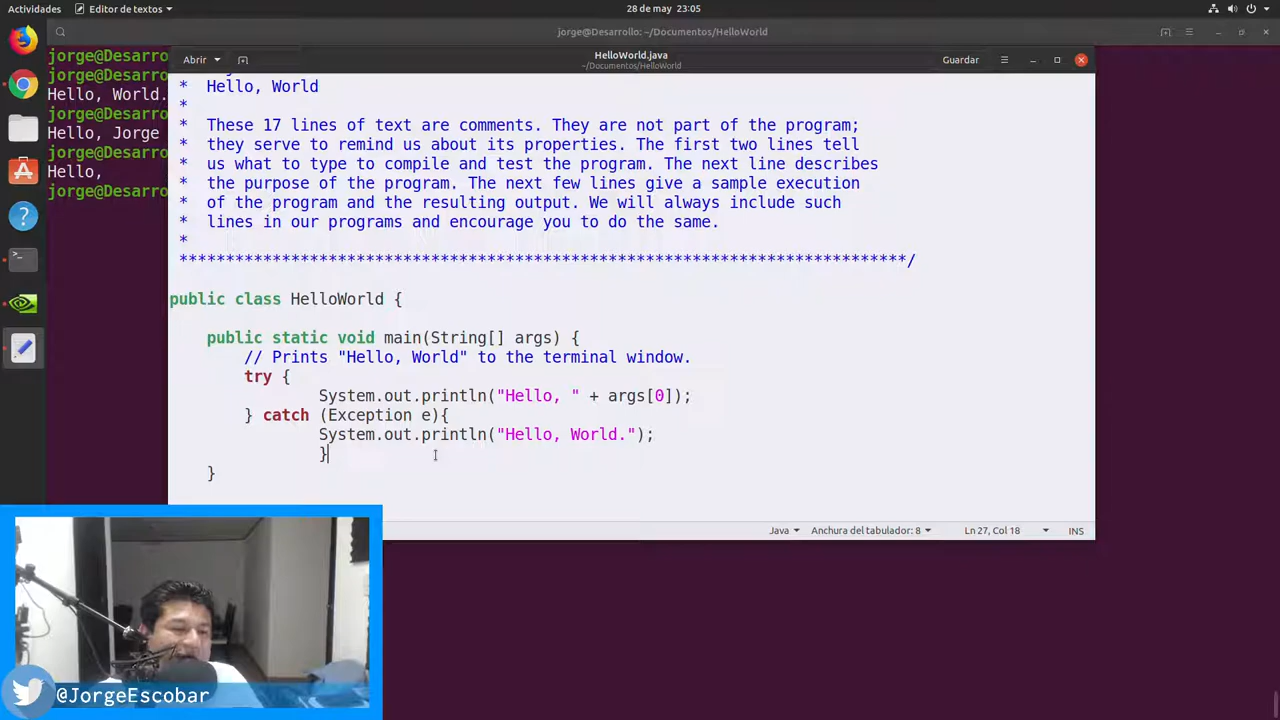 Actividades
Editor de textos
28 de may 23:05
jorge@Desarrollo: ~/Documentos/HelloWorld
Abrir
HelloWorld.java
~/Documentos/HelloWorld
Guardar
jorge@Desarro
jorge@Desarro
Hello, World.
jorge@Desarro
Hello, Jorge
jorge@Desarro
Hello,
jorge@Desarro
* Hello, World
*
* These 17 lines of text are comments. They are not part of the program;
* they serve to remind us about its properties. The first two lines tell
* us what to type to compile and test the program. The next line describes
* the purpose of the program. The next few lines give a sample execution
* of the program and the resulting output. We will always include such
* lines in our programs and encourage you to do the same.
*
******************************************************************************/
public class HelloWorld {
public static void main(String[] args) {
// Prints "Hello, World" to the terminal window.
try {
System.out.println("Hello, " + args[0]);
} catch (Exception e){
System.out.println("Hello, World.");
}
}
Java
Anchura del tabulador: 8
Ln 27, Col 18
INS
@JorgeEscobar